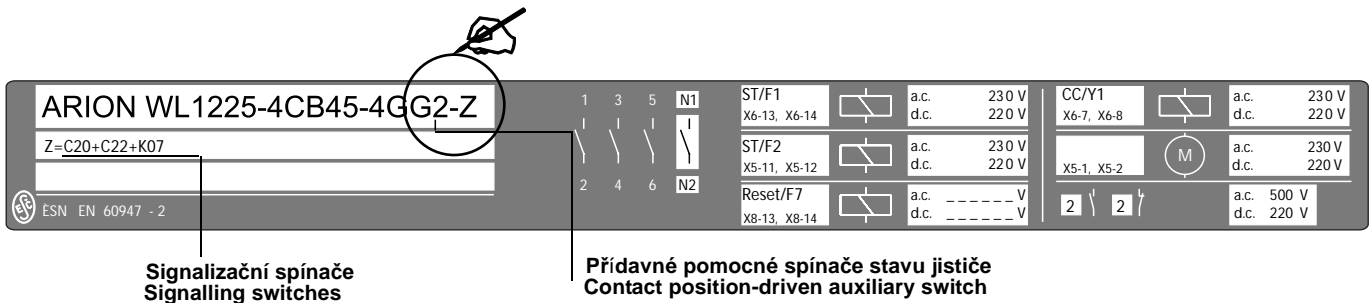 ARION WL1225-4CB45-4GG2-Z
Z=C20+C22+K07
ÈSN EN 60947 - 2
1 3 5 N1
2 4 6 N2
ST/F1
X6-13, X6-14
a.c. 230 V
d.c. 220 V
ST/F2
X5-11, X5-12
a.c. 230 V
d.c. 220 V
Reset/F7
X8-13, X8-14
a.c. _ _ _ _ _ _ V
d.c. _ _ _ _ _ _ V
CC/Y1
X6-7, X6-8
a.c. 230 V
d.c. 220 V
X5-1, X5-2
M
a.c. 230 V
d.c. 220 V
2 2
a.c. 500 V
d.c. 220 V
Signalizační spínače
Signalling switches
Přídavné pomocné spínače stavu jističe
Contact position-driven auxiliary switch